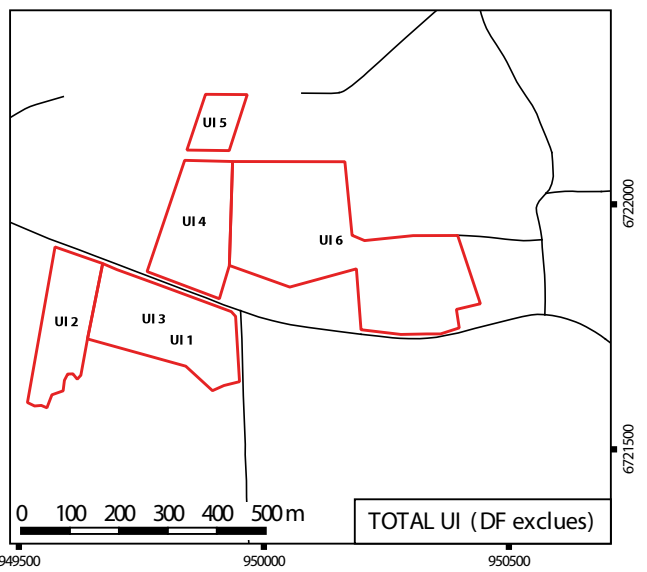 UI 5
6722000
UI 4
UI 6
UI 3
UI 2
UI 1
6721500
0 100 200 300 400 500 m
TOTAL UI (DF exclues)
949500 950000 950500